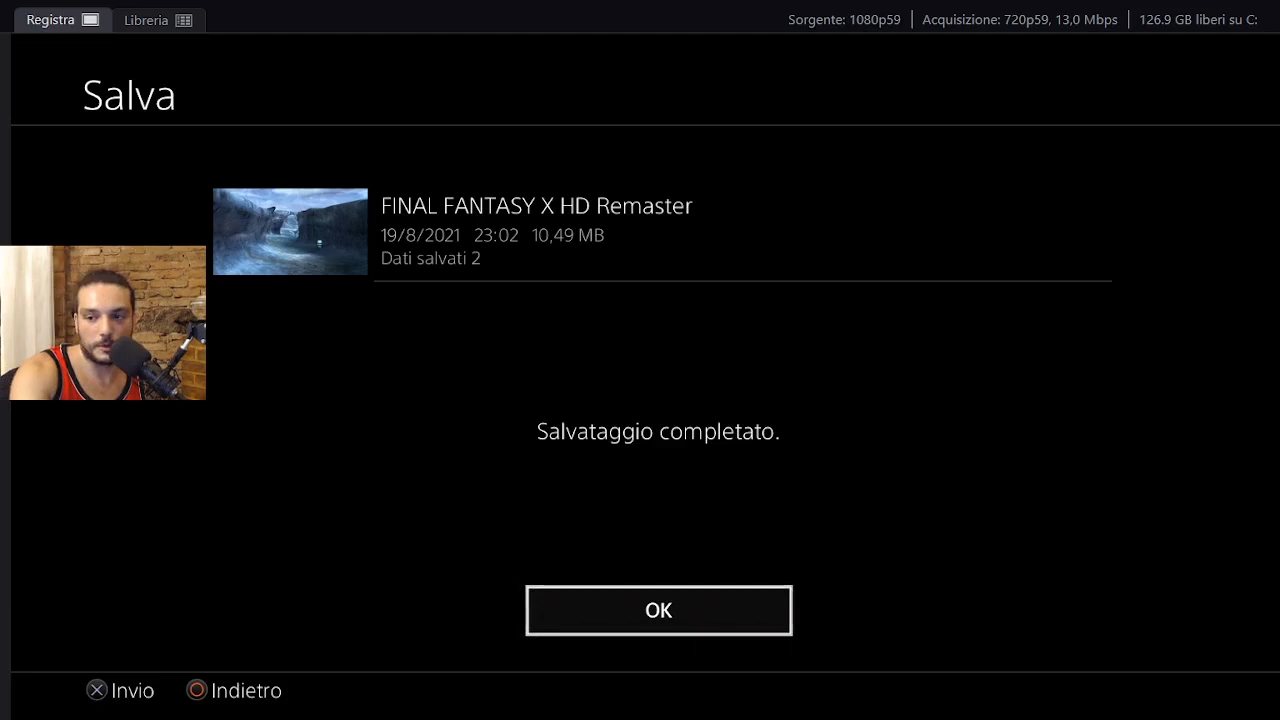 Registra
Libreria
Sorgente: 1080p59
Acquisizione: 720p59, 13,0 Mbps
126.9 GB liberi su C:
Salva
FINAL FANTASY X HD Remaster
19/8/2021 23:02 10,49 MB
Dati salvati 2
Salvataggio completato.
OK
Invio
Indietro